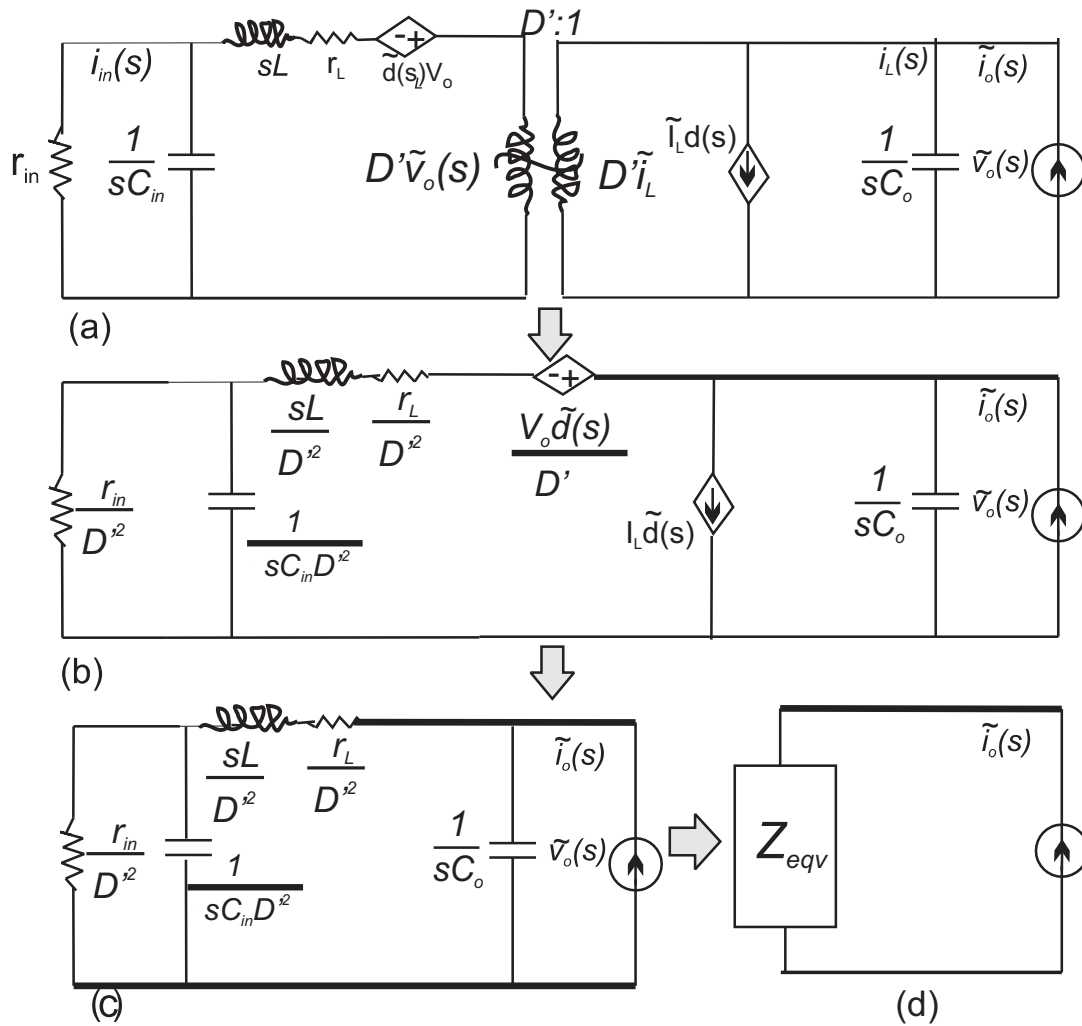 D':1
i_in(s)
sL
r_L
-+
d̃(s)V_o
i_L(s)
ĩ_o(s)
r_in
1
sC_in
D'ṽ_o(s)
D'ĩ_L
Ĩ_L d(s)
1
sC_o
ṽ_o(s)
(a)
-+
sL
D'^2
r_L
D'^2
V_o d̃(s)
D'
ĩ_o(s)
r_in
D'^2
1
sC_in D'^2
I_L d̃(s)
1
sC_o
ṽ_o(s)
(b)
sL
D'^2
r_L
D'^2
ĩ_o(s)
ĩ_o(s)
r_in
D'^2
1
sC_in D'^2
1
sC_o
ṽ_o(s)
Z_eqv
(c)
(d)